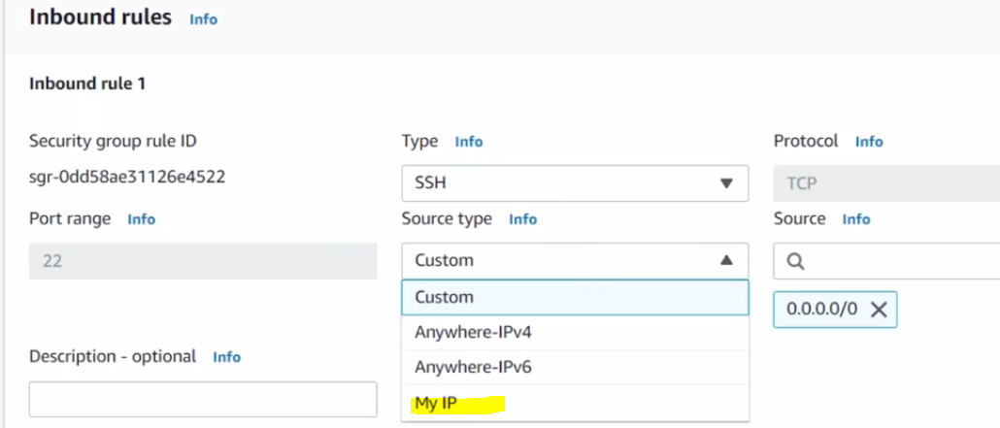 Inbound rules Info
Inbound rule 1
Security group rule ID
sgr-0dd58ae31126e4522
Type Info
SSH
Protocol Info
TCP
Port range Info
22
Source type Info
Custom
Custom
Anywhere-IPv4
Anywhere-IPv6
My IP
Source Info
0.0.0.0/0
Description - optional Info